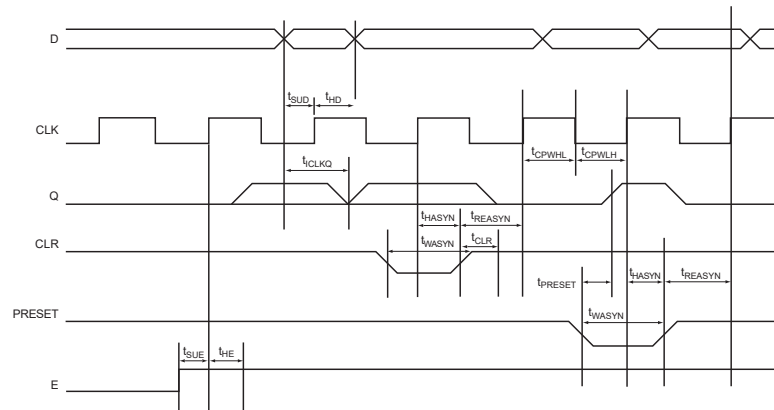 D
tSUD tHD
CLK
tICLKQ tCPWHL tCPWLH
Q
tHASYN tREASYN
CLR
tWASYN tCLR
tPRESET tHASYN tREASYN
PRESET
tWASYN
tSUE tHE
E